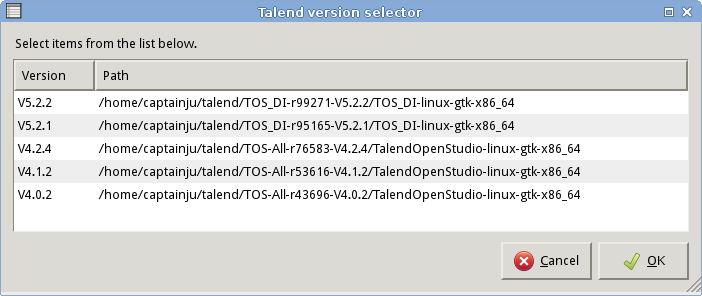 Talend version selector
Select items from the list below.
Version Path
V5.2.2 /home/captainju/talend/TOS_DI-r99271-V5.2.2/TOS_DI-linux-gtk-x86_64
V5.2.1 /home/captainju/talend/TOS_DI-r95165-V5.2.1/TOS_DI-linux-gtk-x86_64
V4.2.4 /home/captainju/talend/TOS-All-r76583-V4.2.4/TalendOpenStudio-linux-gtk-x86_64
V4.1.2 /home/captainju/talend/TOS-All-r53616-V4.1.2/TalendOpenStudio-linux-gtk-x86_64
V4.0.2 /home/captainju/talend/TOS-All-r43696-V4.0.2/TalendOpenStudio-linux-gtk-x86_64
Cancel OK